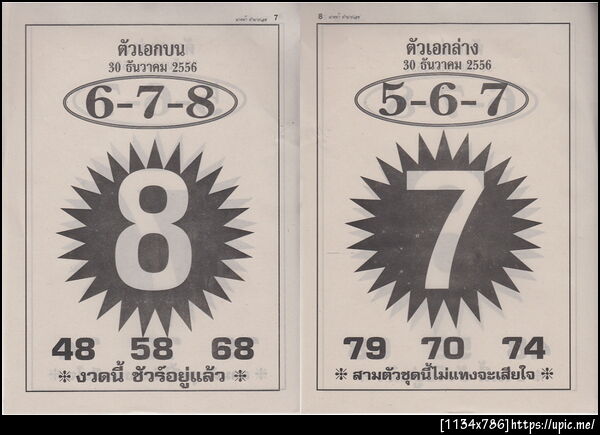 7
ตัวเอกบน
30 ธันวาคม 2556
6-7-8
8
48 58 68
❈ งวดนี้ ชัวร์อยู่แล้ว ❈
8
ตัวเอกล่าง
30 ธันวาคม 2556
5-6-7
7
79 70 74
❈ สามตัวชุดนี้ไม่แทงจะเสียใจ ❈
[1134x786]https://upic.me/